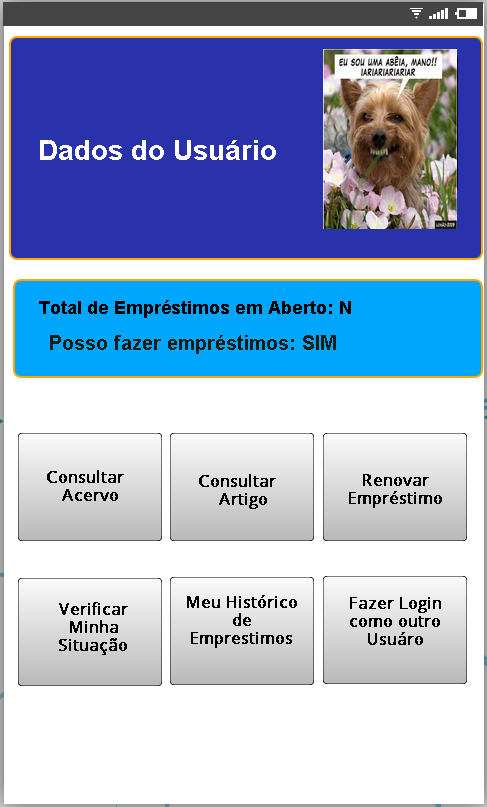 EU SOU UMA ABÊIA, MANO!!
IARIARIARIARIAR
Dados do Usuário
Total de Empréstimos em Aberto: N
Posso fazer empréstimos: SIM
Consultar
Acervo
Consultar
Artigo
Renovar
Empréstimo
Verificar
Minha
Situação
Meu Histórico
de
Emprestimos
Fazer Login
como outro
Usuáro